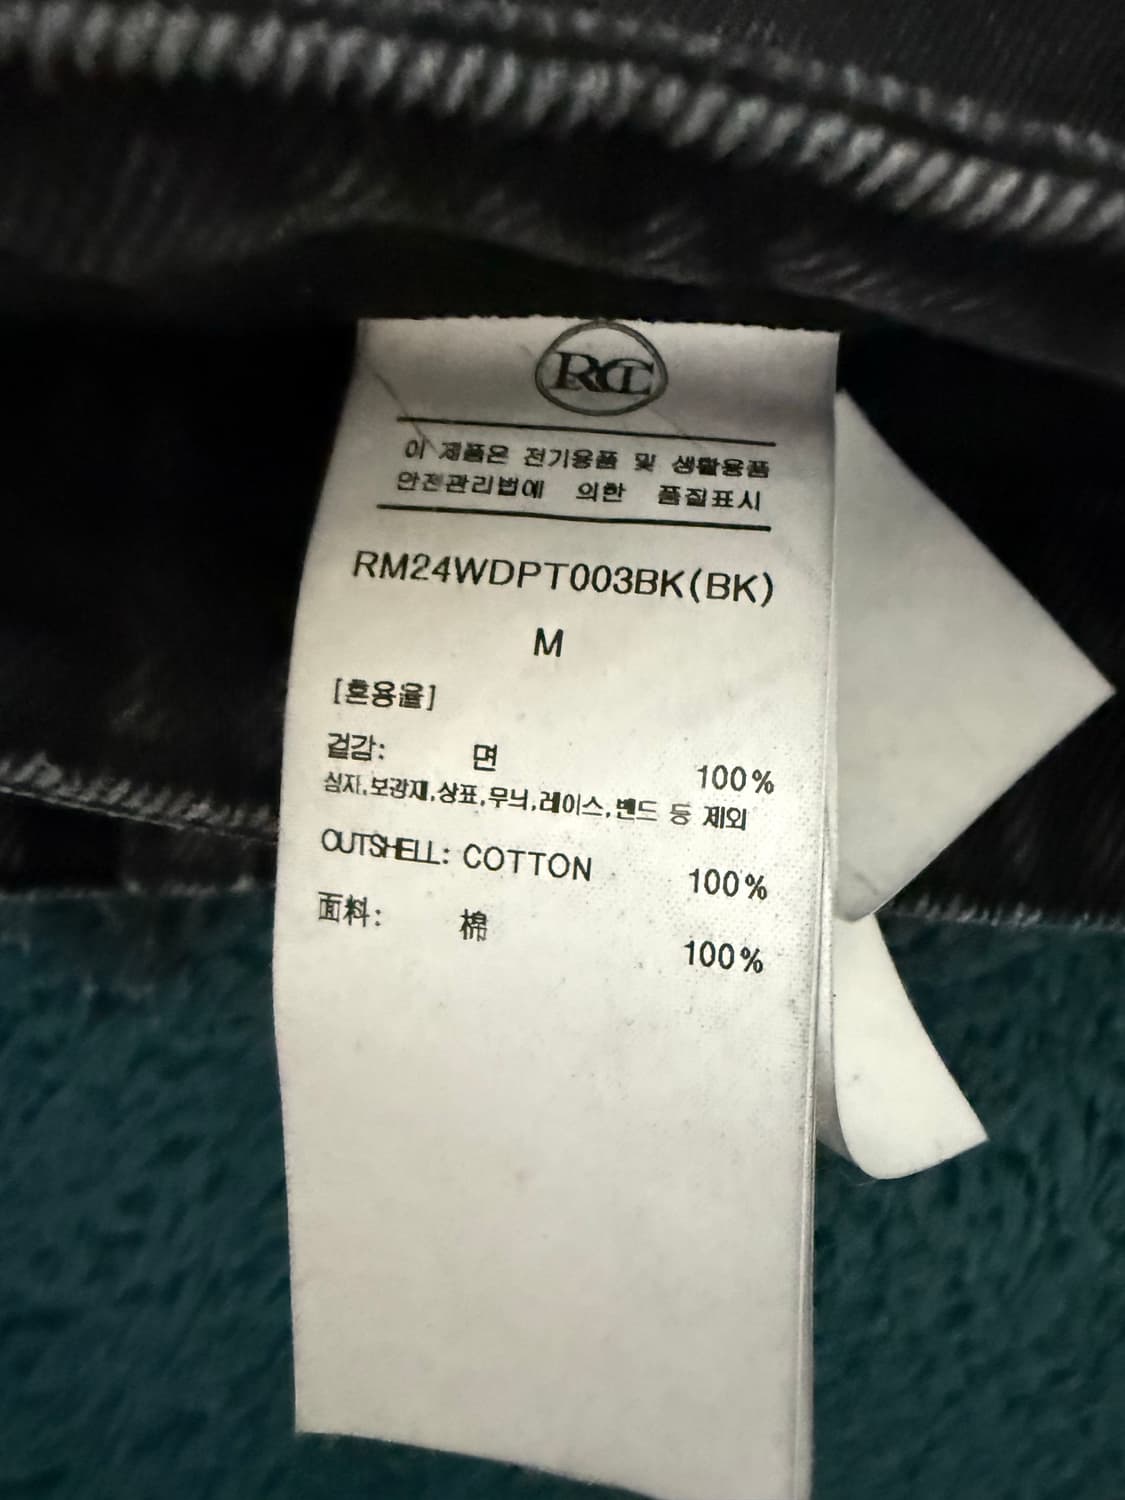 RCC
이 제품은 전기용품 및 생활용품
안전관리법에 의한 품질표시
RM24WDPT003BK(BK)
M
[혼용율]
겉감: 면 100%
심지,보강재,상표,무늬,레이스,밴드 등 제외
OUTSHELL: COTTON 100%
面料: 棉 100%